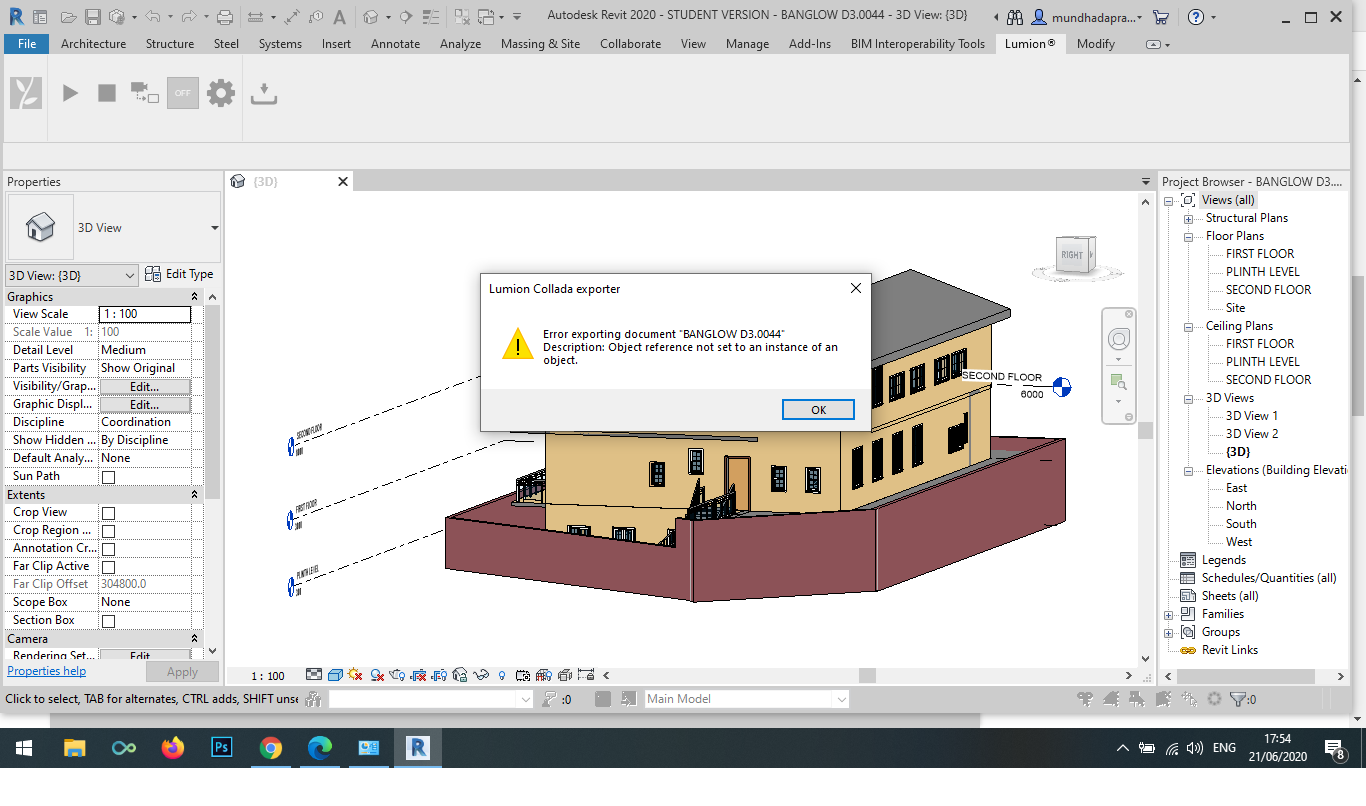 Autodesk Revit 2020 - STUDENT VERSION - BANGLOW D3.0044 - 3D View: {3D}
mundhadapra...
File Architecture Structure Steel Systems Insert Annotate Analyze Massing & Site Collaborate View Manage Add-Ins BIM Interoperability Tools Lumion® Modify
OFF
Properties
3D View
3D View: {3D}
Edit Type
Graphics
View Scale 1 : 100
Scale Value 1: 100
Detail Level Medium
Parts Visibility Show Original
Visibility/Grap... Edit...
Graphic Displ... Edit...
Discipline Coordination
Show Hidden ... By Discipline
Default Analy... None
Sun Path
Extents
Crop View
Crop Region ...
Annotation Cr...
Far Clip Active
Far Clip Offset 304800.0
Scope Box None
Section Box
Camera
Rendering Set... Edit...
Properties help
Apply
{3D}
RIGHT
Lumion Collada exporter
Error exporting document "BANGLOW D3.0044"
Description: Object reference not set to an instance of an
object.
OK
SECOND FLOOR
6000
SECOND FLOOR
FIRST FLOOR
PLINTH LEVEL
1 : 100
Project Browser - BANGLOW D3....
Views (all)
Structural Plans
Floor Plans
FIRST FLOOR
PLINTH LEVEL
SECOND FLOOR
Site
Ceiling Plans
FIRST FLOOR
PLINTH LEVEL
SECOND FLOOR
3D Views
3D View 1
3D View 2
{3D}
Elevations (Building Elevati
East
North
South
West
Legends
Schedules/Quantities (all)
Sheets (all)
Families
Groups
Revit Links
Click to select, TAB for alternates, CTRL adds, SHIFT unse
:0
Main Model
:0
Ps
R
ENG
17:54
21/06/2020
8